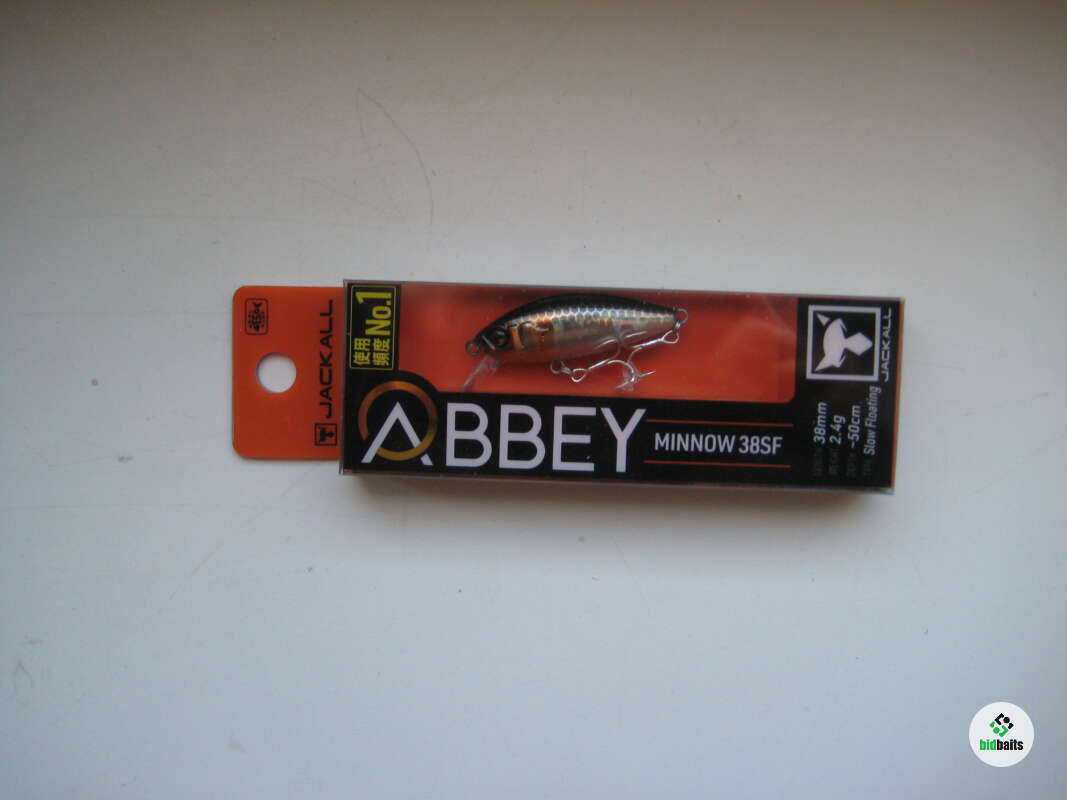 JACKALL
使用
頻度
No.1
ABBEY
MINNOW 38SF
38mm
2.4g
-50cm
Slow Floating
JACKALL
bidbaits